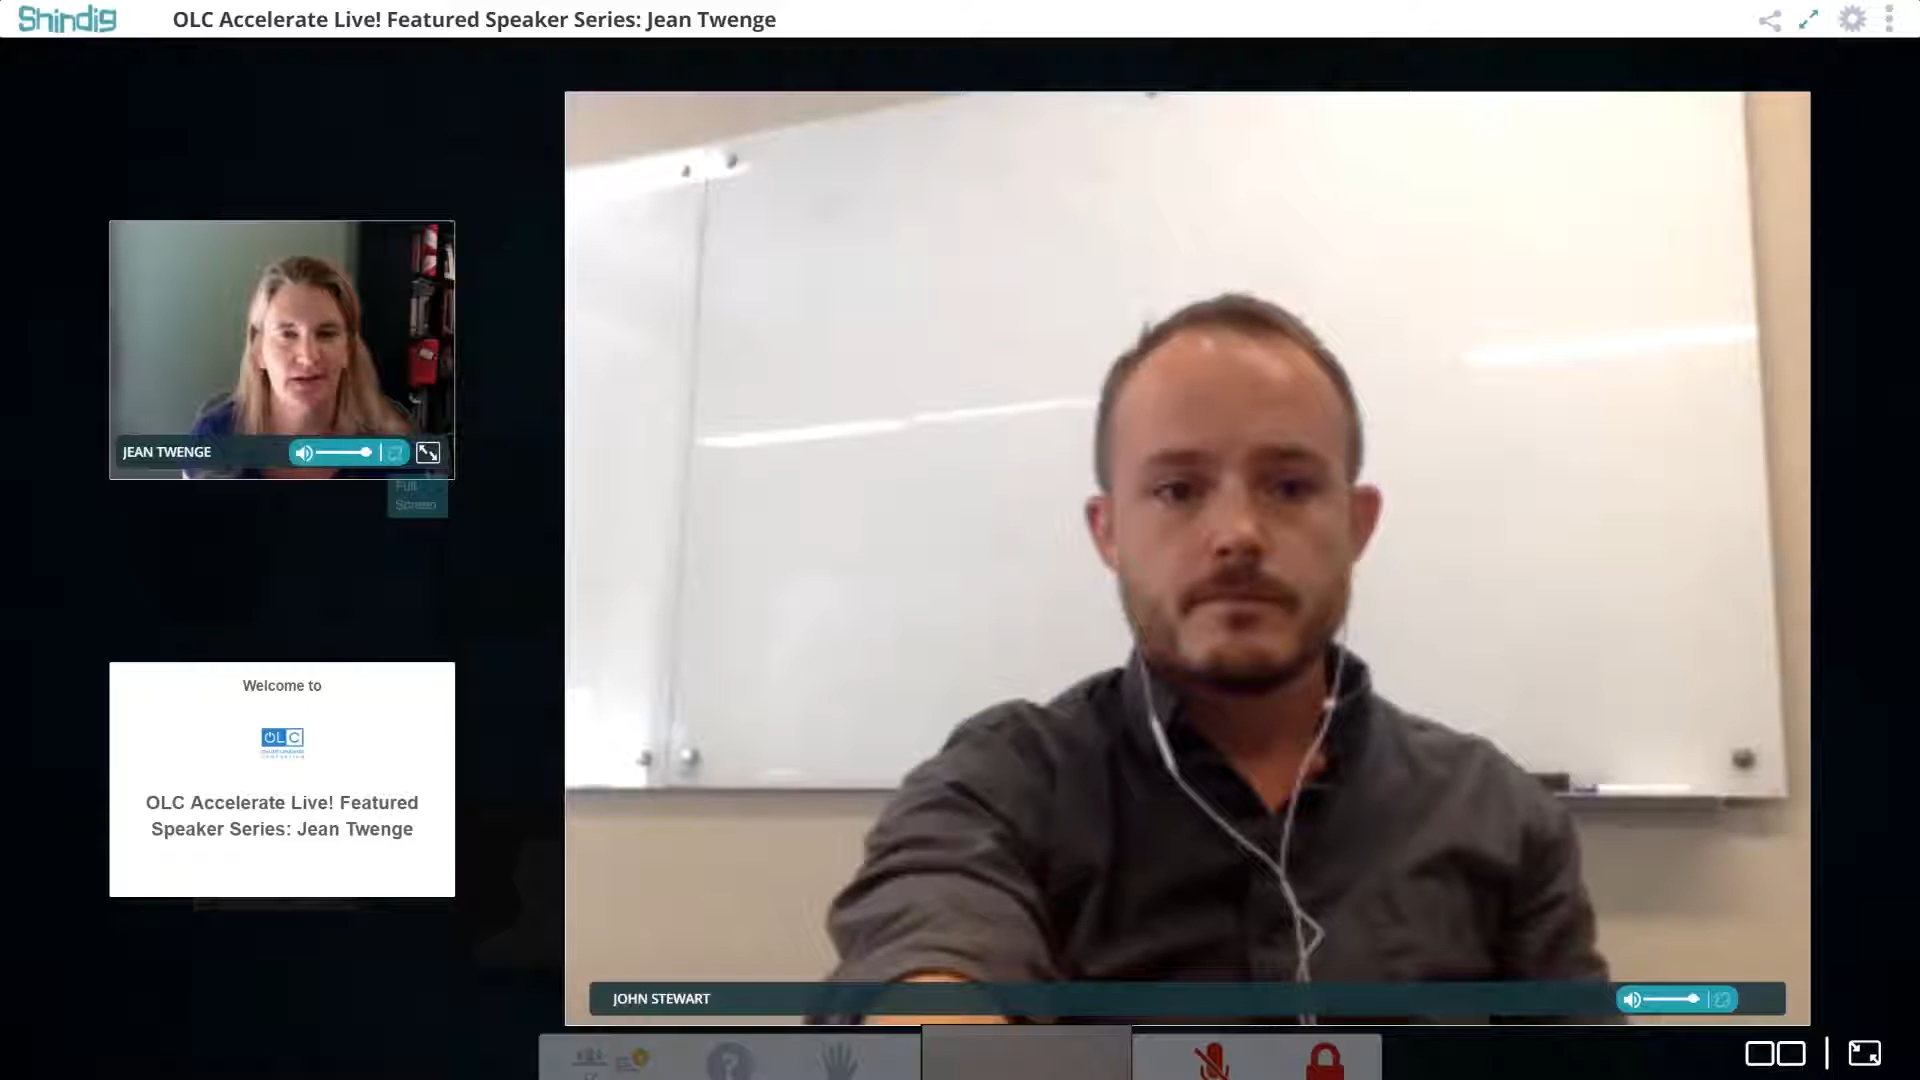 Shindig
OLC Accelerate Live! Featured Speaker Series: Jean Twenge
JEAN TWENGE
Full
Screen
Welcome to
OLC
OLC Accelerate Live! Featured
Speaker Series: Jean Twenge
JOHN STEWART
?